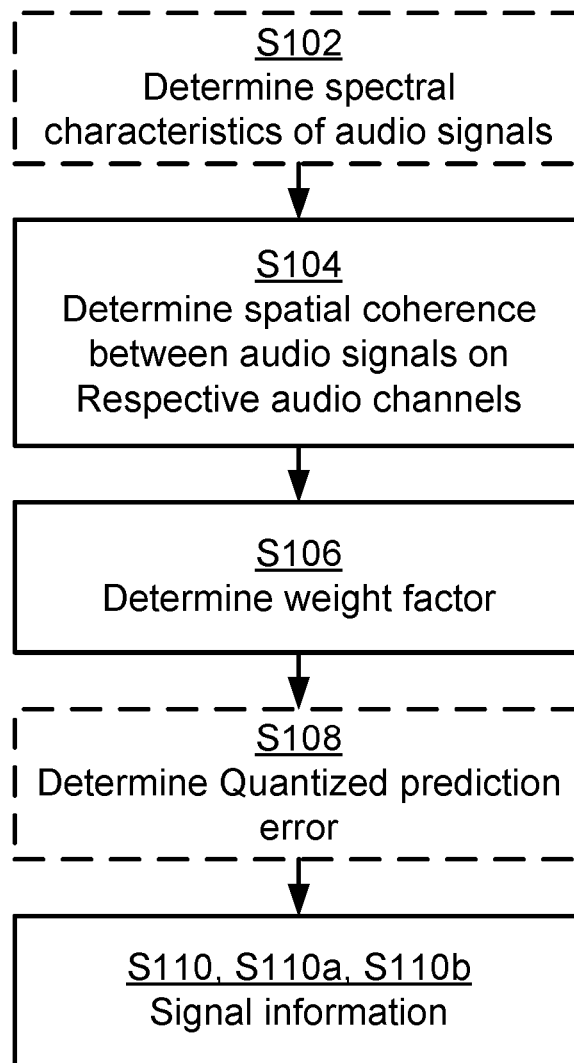 S102
Determine spectral
characteristics of audio signals
S104
Determine spatial coherence
between audio signals on
Respective audio channels
S106
Determine weight factor
S108
Determine Quantized prediction
error
S110, S110a, S110b
Signal information